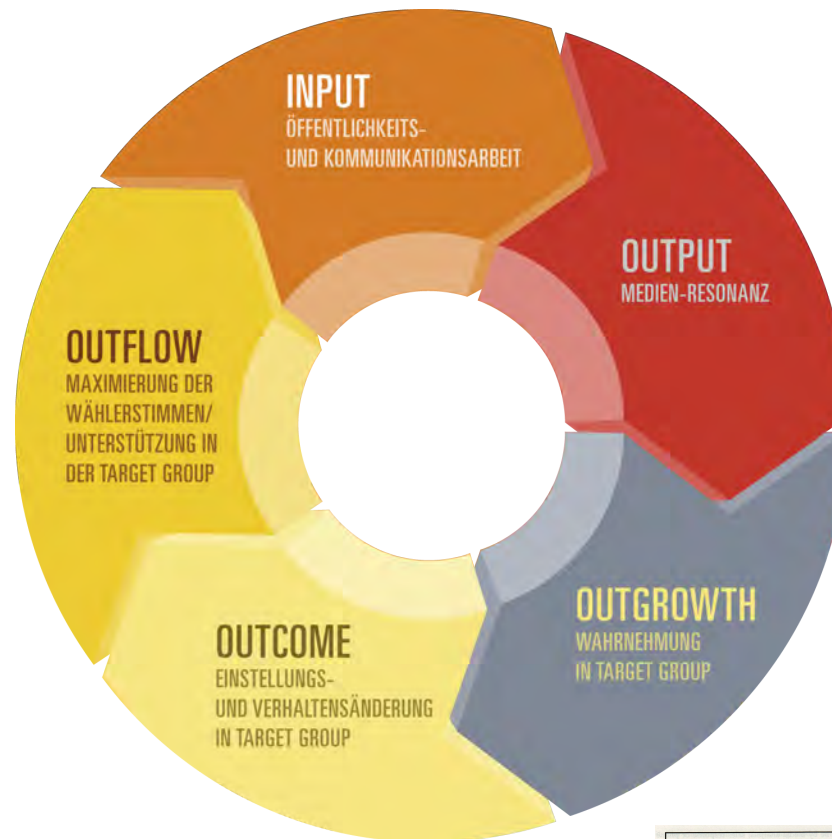 INPUT
ÖFFENTLICHKEITS-
UND KOMMUNIKATIONSARBEIT
OUTPUT
MEDIEN-RESONANZ
OUTGROWTH
WAHRNEHMUNG
IN TARGET GROUP
OUTCOME
EINSTELLUNGS-
UND VERHALTENSÄNDERUNG
IN TARGET GROUP
OUTFLOW
MAXIMIERUNG DER
WÄHLERSTIMMEN/
UNTERSTÜTZUNG IN
DER TARGET GROUP